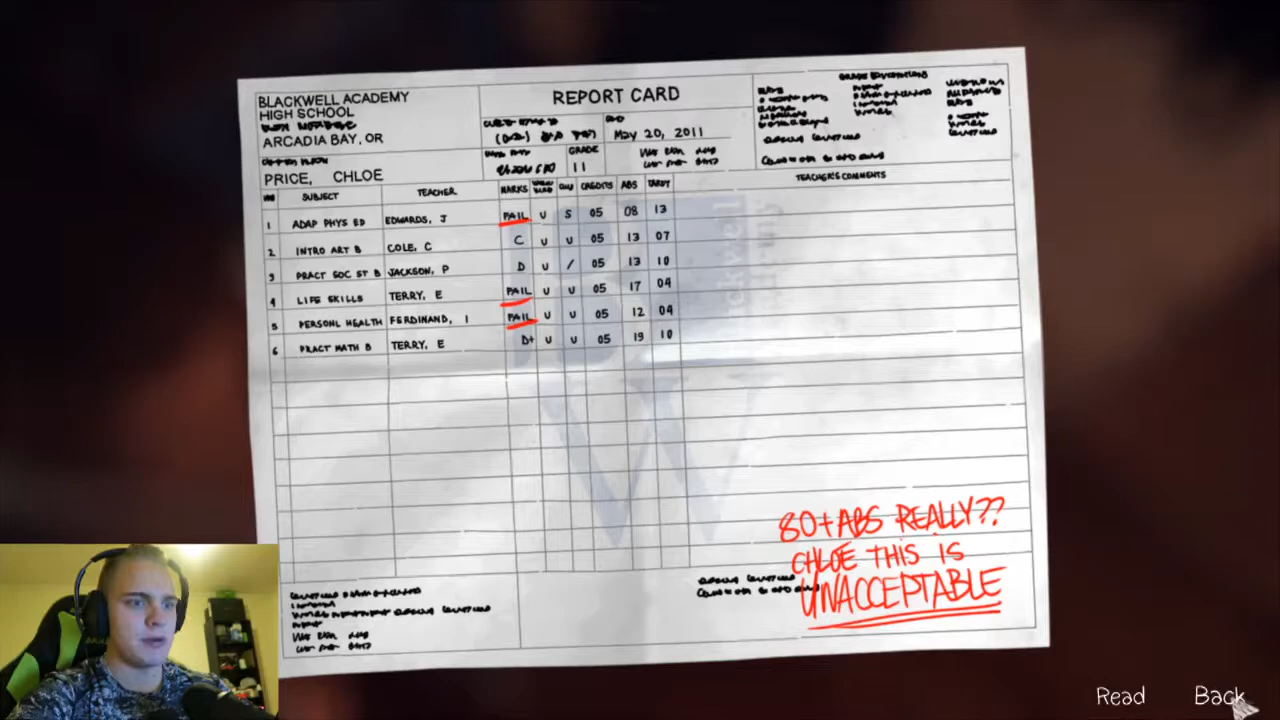 BLACKWELL ACADEMY
HIGH SCHOOL
ARCADIA BAY, OR
REPORT CARD
May 20, 2011
GRADE
11
PRICE, CHLOE
SUBJECT TEACHER MARKS CREDITS ABS TARDY TEACHER'S COMMENTS
1 ADAP PHYS ED EDWARDS, J FAIL U S 05 08 13
2 INTRO ART B COLE, C C U U 05 13 07
3 PRACT SOC ST B JACKSON, P D U / 05 13 10
4 LIFE SKILLS TERRY, E FAIL U U 05 17 04
5 PERSONL HEALTH FERDINAND, I FAIL U U 05 12 04
6 PRACT MATH B TERRY, E D+ U U 05 19 10
80+ ABS REALLY??
CHLOE THIS IS
UNACCEPTABLE
Read Back